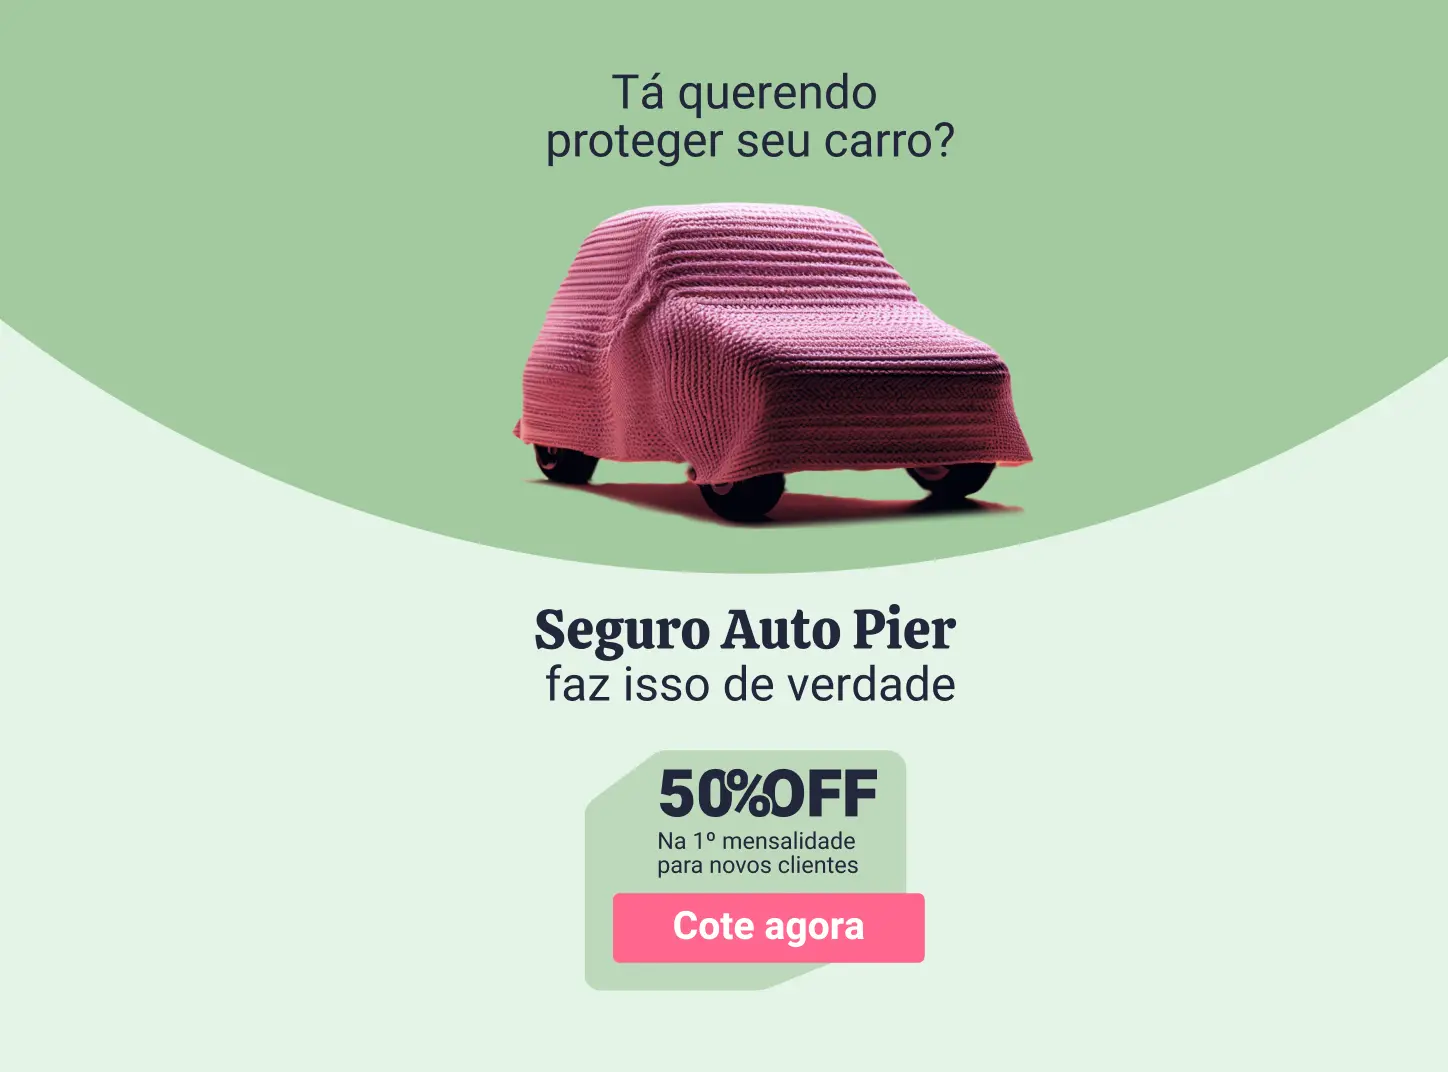 Tá querendo
proteger seu carro?
Seguro Auto Pier
faz isso de verdade
50%OFF
Na 1º mensalidade
para novos clientes
Cote agora